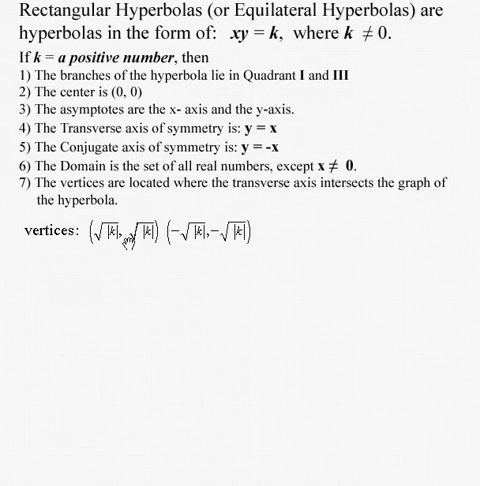 Rectangular Hyperbolas (or Equilateral Hyperbolas) are
hyperbolas in the form of: xy = k, where k ≠ 0.
If k = a positive number, then
1) The branches of the hyperbola lie in Quadrant I and III
2) The center is (0, 0)
3) The asymptotes are the x- axis and the y-axis.
4) The Transverse axis of symmetry is: y = x
5) The Conjugate axis of symmetry is: y = -x
6) The Domain is the set of all real numbers, except x ≠ 0.
7) The vertices are located where the transverse axis intersects the graph of
the hyperbola.
vertices: (√|k|, √|k|) (−√|k|, −√|k|)